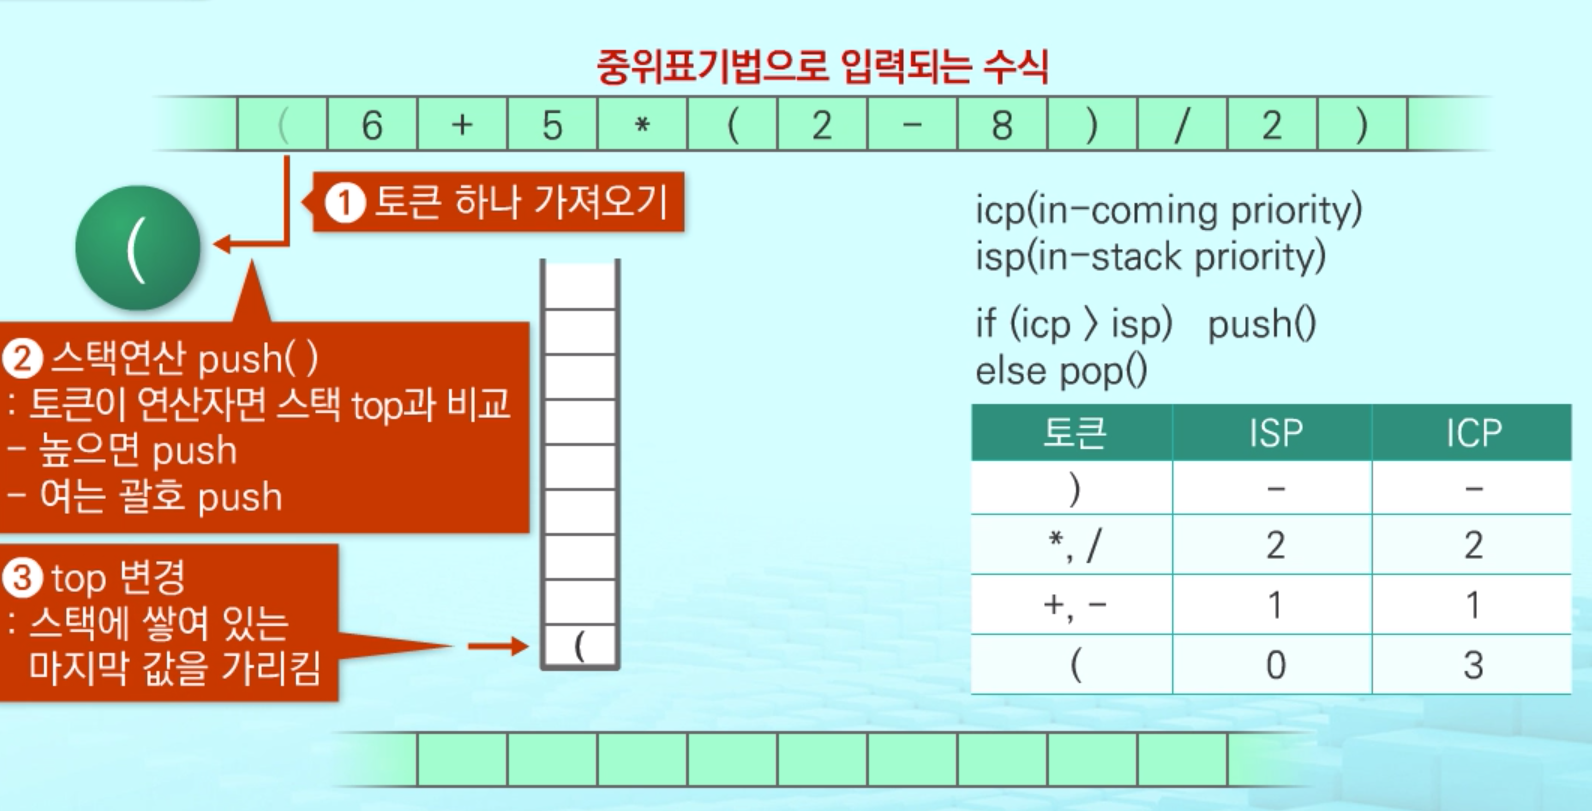 중위표기법으로 입력되는 수식
( 6 + 5 * ( 2 - 8 ) / 2 )
(
1 토큰 하나 가져오기
2 스택연산 push( )
: 토큰이 연산자면 스택 top과 비교
- 높으면 push
- 여는 괄호 push
3 top 변경
: 스택에 쌓여 있는
마지막 값을 가리킴
(
icp(in-coming priority)
isp(in-stack priority)
if (icp 〉isp) push()
else pop()
토큰 ISP ICP
) - -
*, / 2 2
+, - 1 1
( 0 3